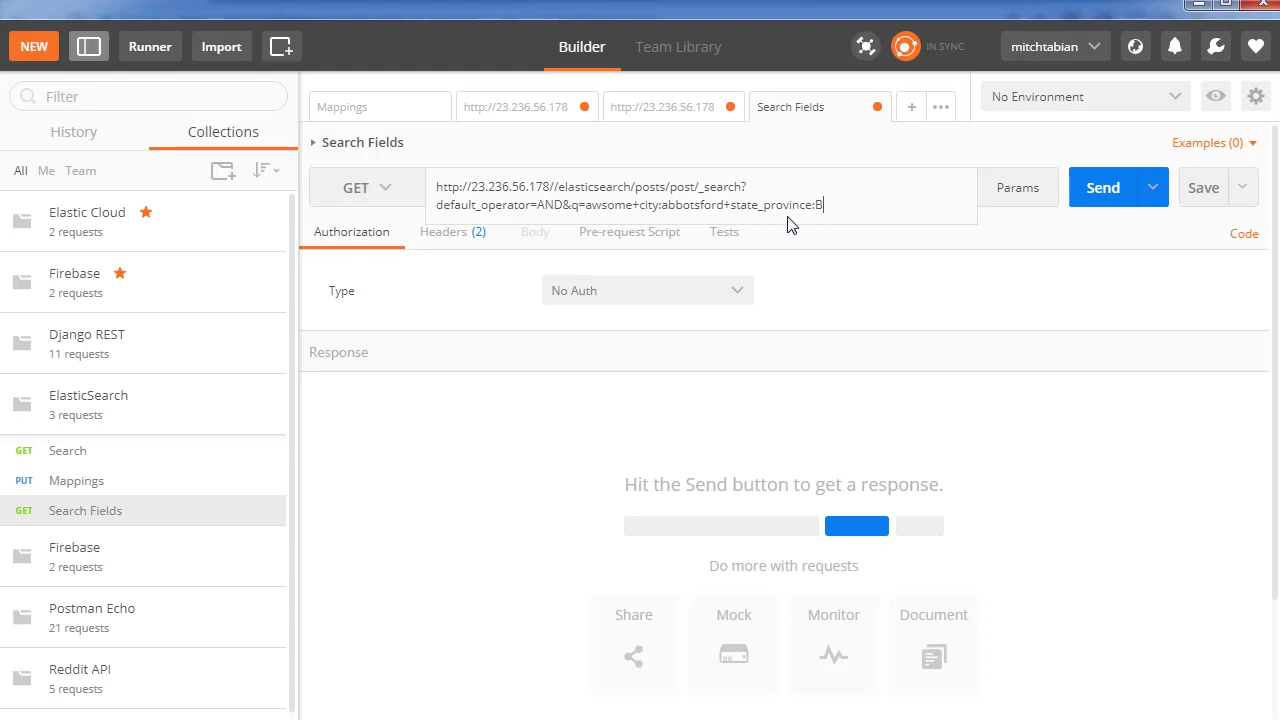 NEW
Runner
Import
Builder
Team Library
IN SYNC
mitchtabian
Filter
History
Collections
All Me Team
Elastic Cloud
2 requests
Firebase
2 requests
Django REST
11 requests
ElasticSearch
3 requests
GET Search
PUT Mappings
GET Search Fields
Firebase
2 requests
Postman Echo
21 requests
Reddit API
5 requests
Mappings
http://23.236.56.178
http://23.236.56.178
Search Fields
No Environment
Search Fields
Examples (0)
GET
http://23.236.56.178//elasticsearch/posts/post/_search?
default_operator=AND&q=awsome+city:abbotsford+state_province:B
Params
Send
Save
Authorization
Headers (2)
Body
Pre-request Script
Tests
Code
Type
No Auth
Response
Hit the Send button to get a response.
Do more with requests
Share
Mock
Monitor
Document